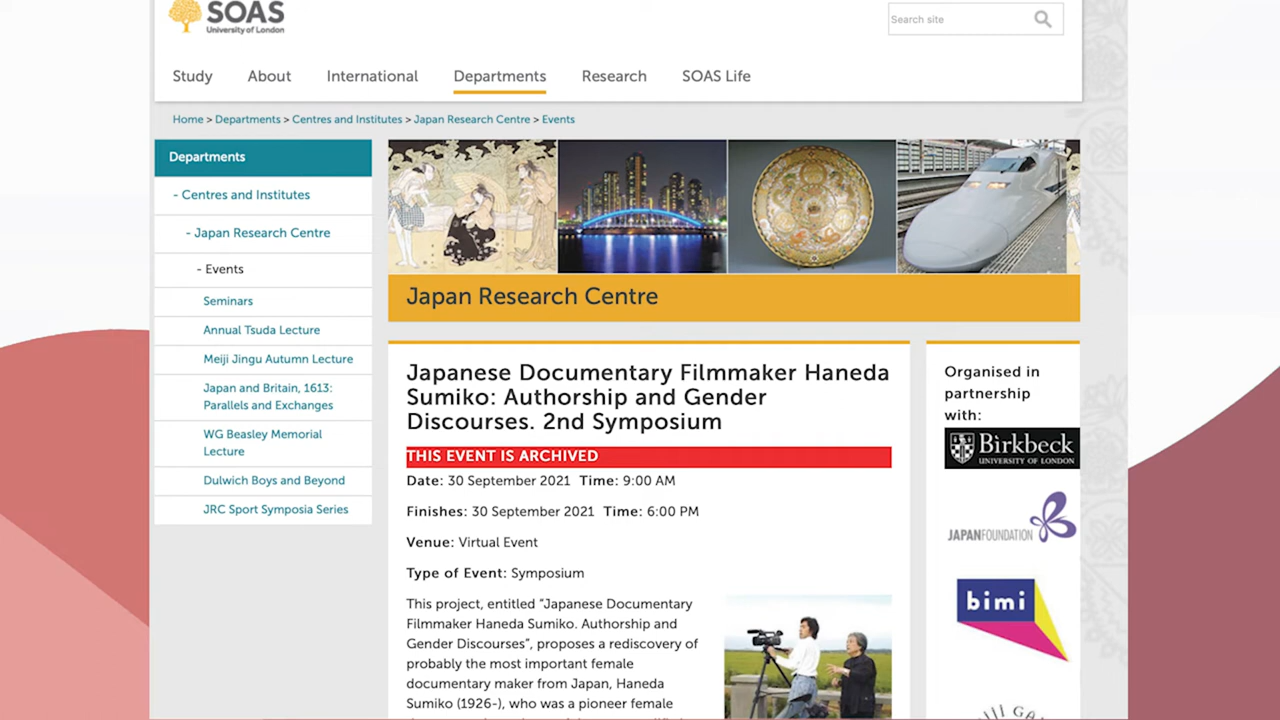 SOAS
University of London
Search site
Study About International Departments Research SOAS Life
Home > Departments > Centres and Institutes > Japan Research Centre > Events
Departments
- Centres and Institutes
- Japan Research Centre
- Events
Seminars
Annual Tsuda Lecture
Meiji Jingu Autumn Lecture
Japan and Britain, 1613:
Parallels and Exchanges
WG Beasley Memorial
Lecture
Dulwich Boys and Beyond
JRC Sport Symposia Series
Japan Research Centre
Japanese Documentary Filmmaker Haneda
Sumiko: Authorship and Gender
Discourses. 2nd Symposium
THIS EVENT IS ARCHIVED
Date: 30 September 2021 Time: 9:00 AM
Finishes: 30 September 2021 Time: 6:00 PM
Venue: Virtual Event
Type of Event: Symposium
This project, entitled “Japanese Documentary
Filmmaker Haneda Sumiko. Authorship and
Gender Discourses”, proposes a rediscovery of
probably the most important female
documentary maker from Japan, Haneda
Sumiko (1926-), who was a pioneer female
Organised in
partnership
with:
Birkbeck
UNIVERSITY OF LONDON
JAPANFOUNDATION
bimi